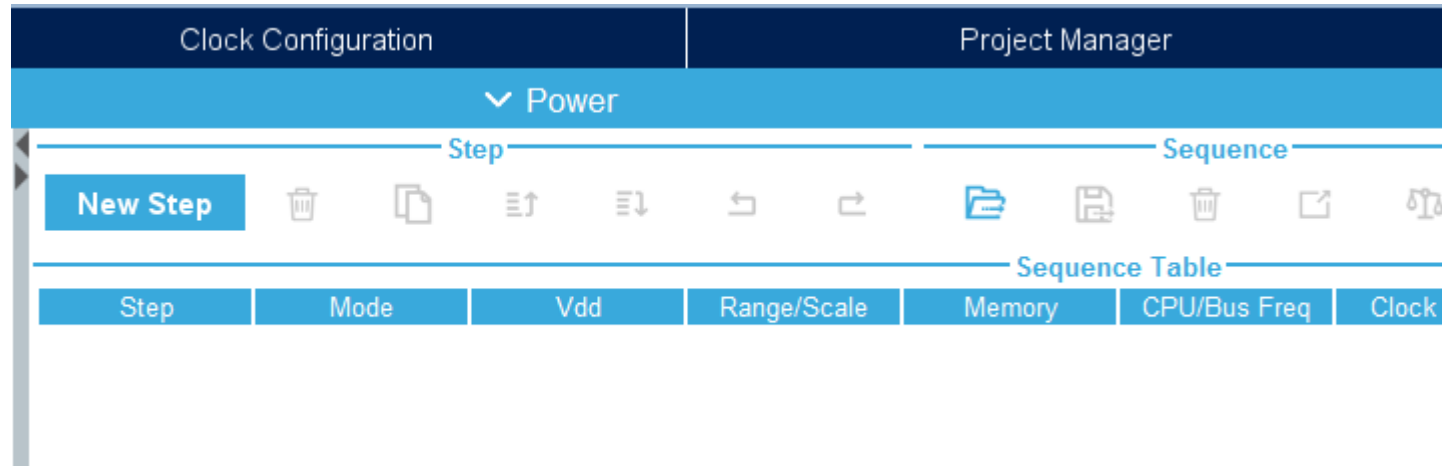 Clock Configuration Project Manager
Power
Step Sequence
New Step
Sequence Table
Step Mode Vdd Range/Scale Memory CPU/Bus Freq Clock